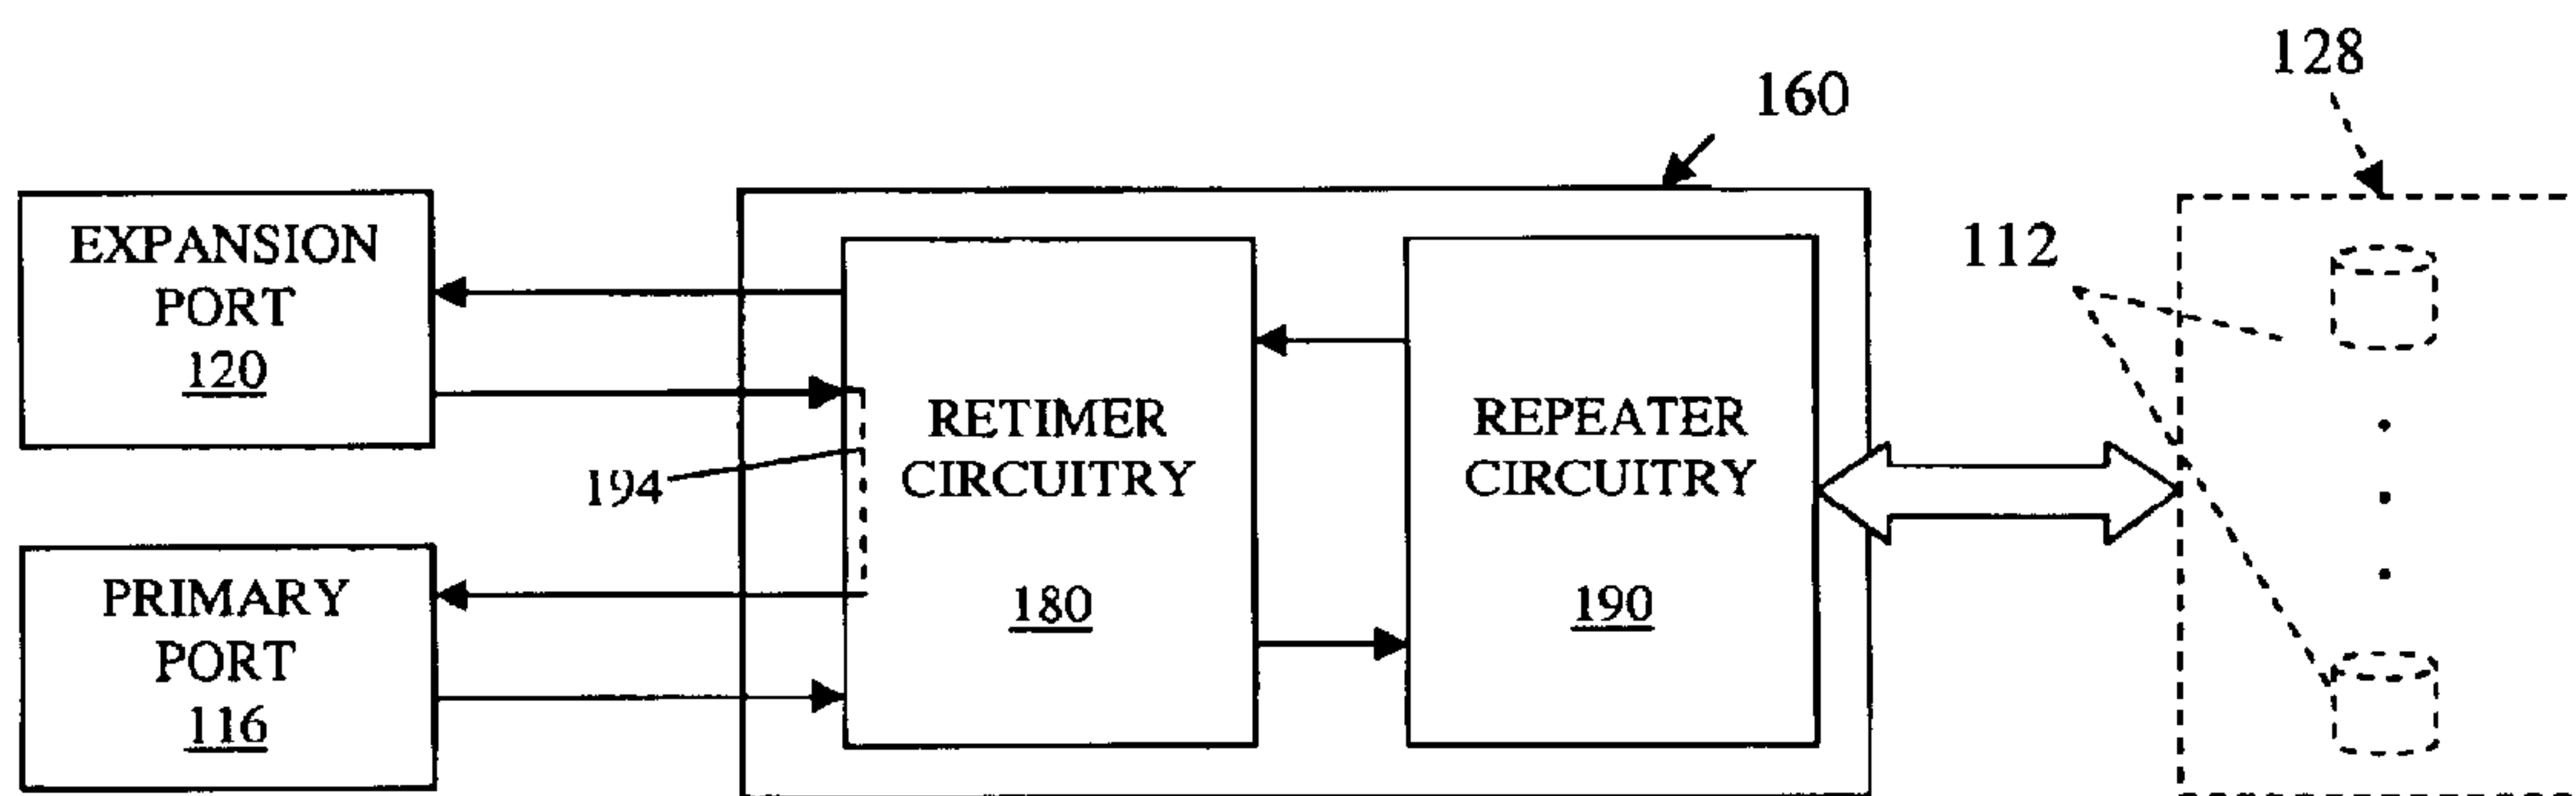 128
160
112
EXPANSION
PORT
120
RETIMER
CIRCUITRY
180
REPEATER
CIRCUITRY
190
194
PRIMARY
PORT
116